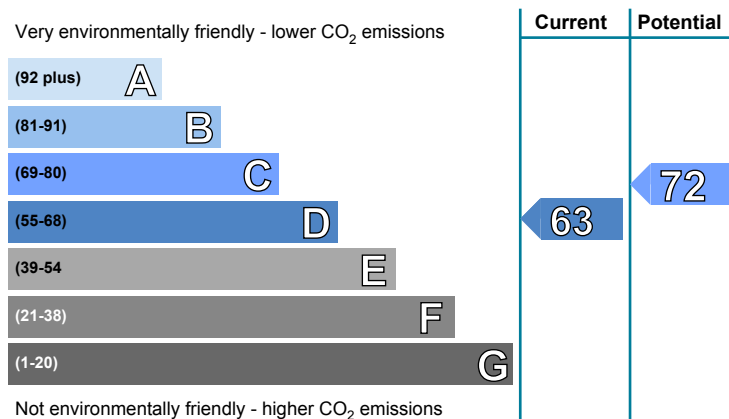 Very environmentally friendly - lower CO2 emissions
Current
Potential
(92 plus) A
(81-91) B
(69-80) C
72
(55-68) D
63
(39-54 E
(21-38) F
(1-20) G
Not environmentally friendly - higher CO2 emissions